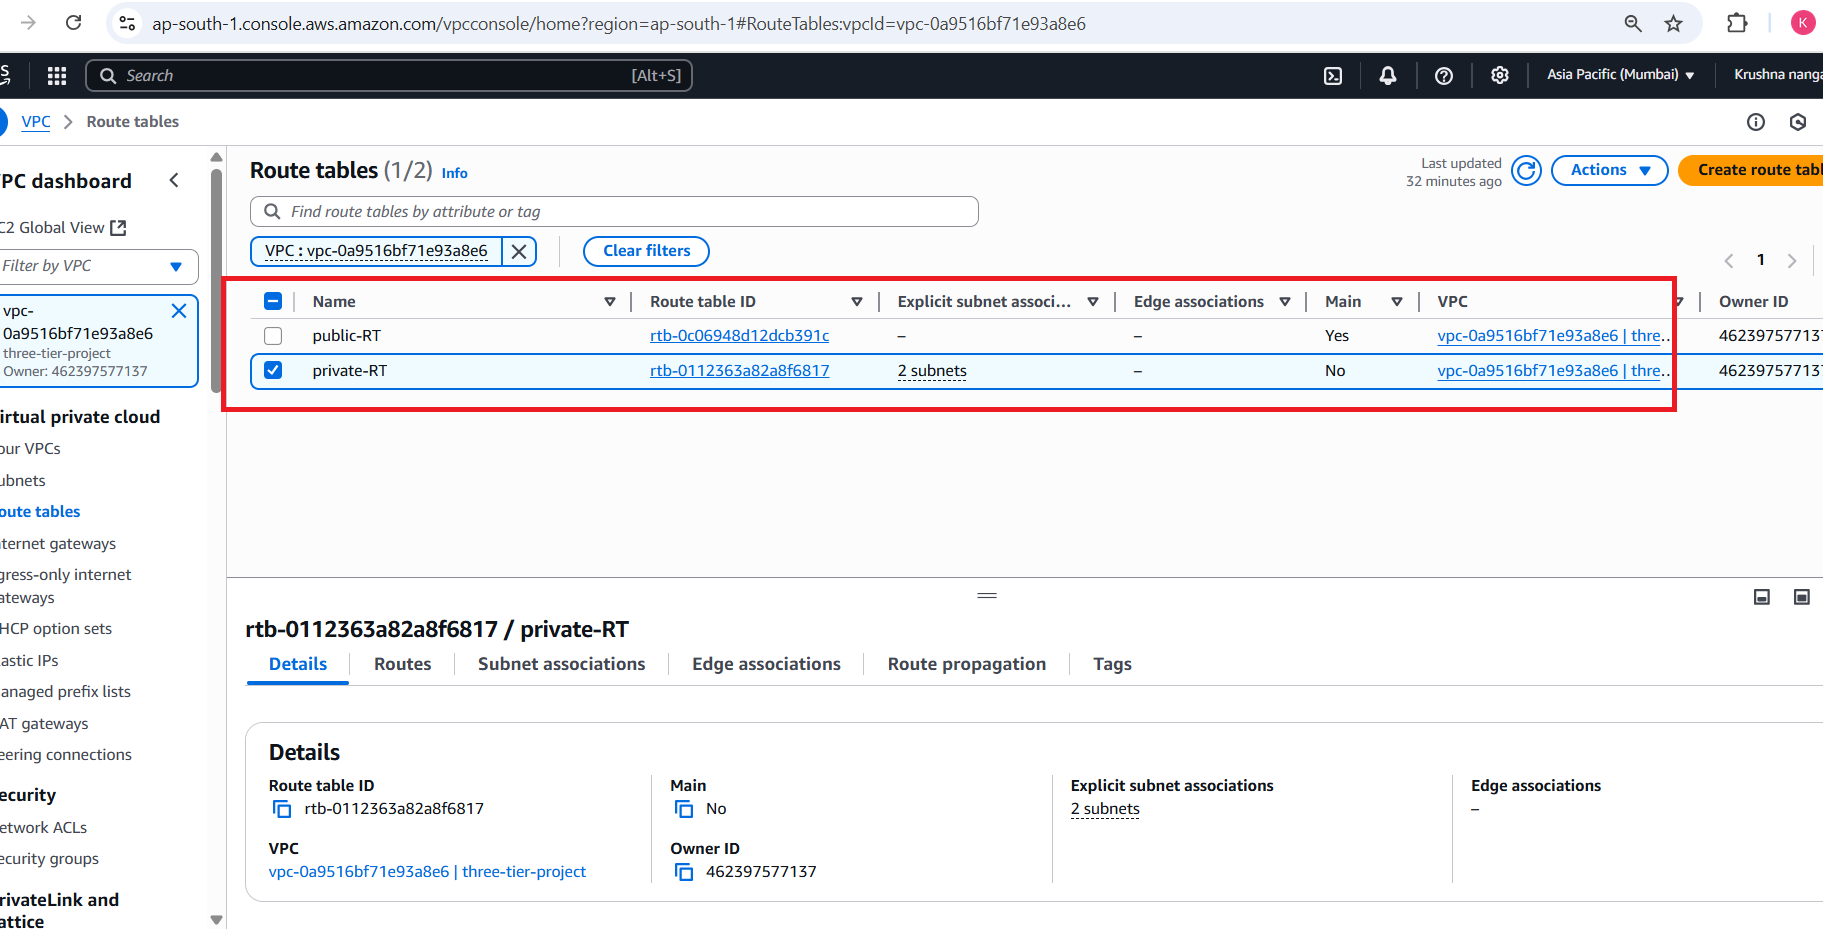 ap-south-1.console.aws.amazon.com/vpcconsole/home?region=ap-south-1#RouteTables:vpcId=vpc-0a9516bf71e93a8e6
K
S
Search [Alt+S]
Asia Pacific (Mumbai) ▼
Krushna nanga
VPC > Route tables
PC dashboard
C2 Global View
Filter by VPC
vpc-
0a9516bf71e93a8e6
three-tier-project
Owner: 462397577137
irtual private cloud
our VPCs
ubnets
oute tables
nternet gateways
gress-only internet
ateways
HCP option sets
lastic IPs
anaged prefix lists
AT gateways
eering connections
ecurity
etwork ACLs
ecurity groups
rivateLink and
attice
Route tables (1/2) Info
Last updated
32 minutes ago
Actions ▼
Create route tabl
Find route tables by attribute or tag
VPC : vpc-0a9516bf71e93a8e6
Clear filters
< 1 >
Name Route table ID Explicit subnet associ... Edge associations Main VPC Owner ID
public-RT rtb-0c06948d12dcb391c – – Yes vpc-0a9516bf71e93a8e6 | thre... 462397577137
private-RT rtb-0112363a82a8f6817 2 subnets – No vpc-0a9516bf71e93a8e6 | thre... 462397577137
rtb-0112363a82a8f6817 / private-RT
Details Routes Subnet associations Edge associations Route propagation Tags
Details
Route table ID
rtb-0112363a82a8f6817
Main
No
Explicit subnet associations
2 subnets
Edge associations
–
VPC
vpc-0a9516bf71e93a8e6 | three-tier-project
Owner ID
462397577137